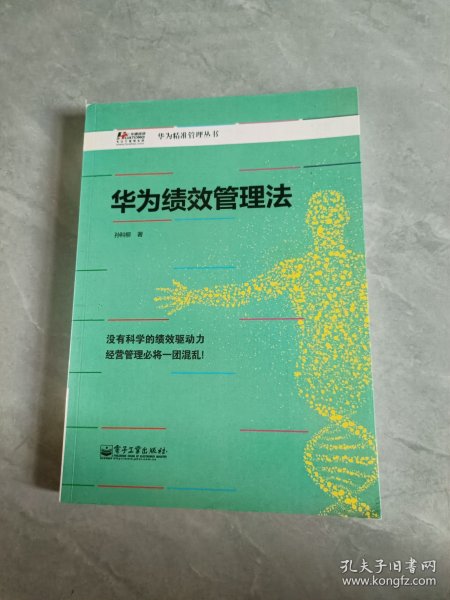 华为精准管理丛书
华为绩效管理法
孙科柳 著
没有科学的绩效驱动力
经营管理必将一团混乱!
电子工业出版社
孔夫子旧书网
www.kongfz.com